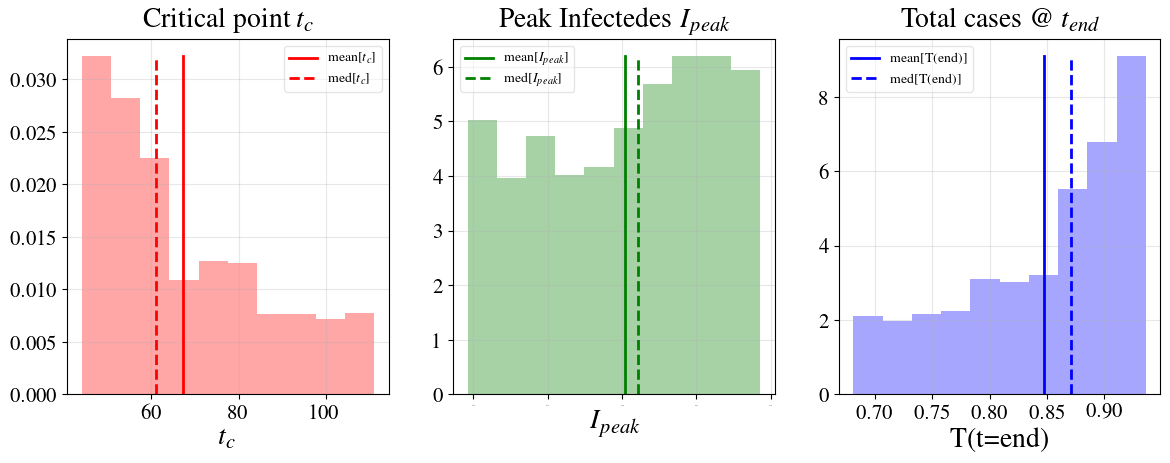 Critical point t_c
mean[t_c]
med[t_c]
0.030
0.025
0.020
0.015
0.010
0.005
0.000
60 80 100
t_c
Peak Infectedes I_peak
mean[I_peak]
med[I_peak]
6
5
4
3
2
1
0
I_peak
Total cases @ t_end
mean[T(end)]
med[T(end)]
8
6
4
2
0
0.70 0.75 0.80 0.85 0.90
T(t=end)